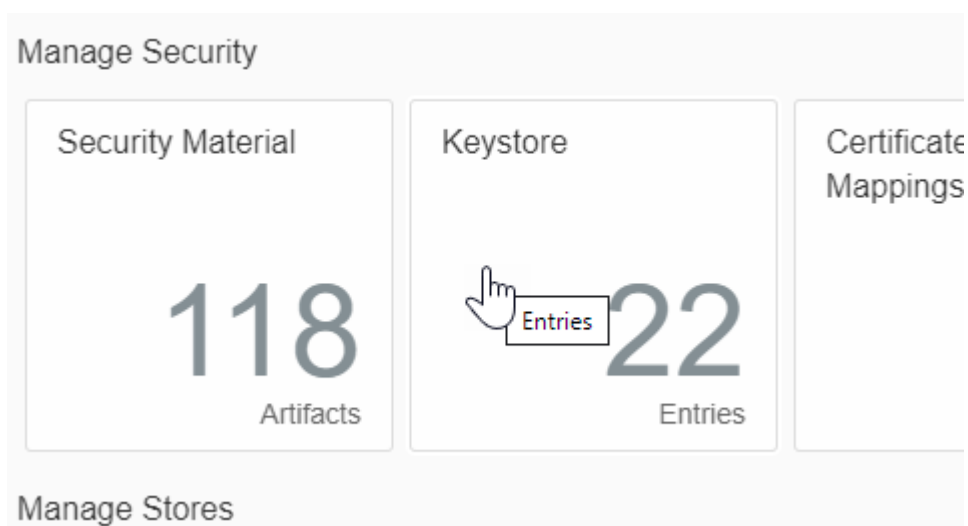 Manage Security
Security Material
118
Artifacts
Keystore
Entries
22
Entries
Certificate
Mappings
Manage Stores